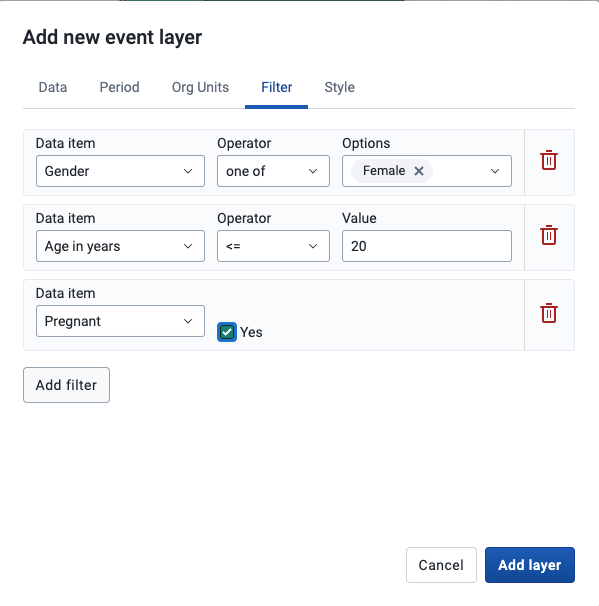 Add new event layer
Data Period Org Units Filter Style
Data item Operator Options
Gender one of Female
Data item Operator Value
Age in years <= 20
Data item
Pregnant Yes
Add filter
Cancel Add layer